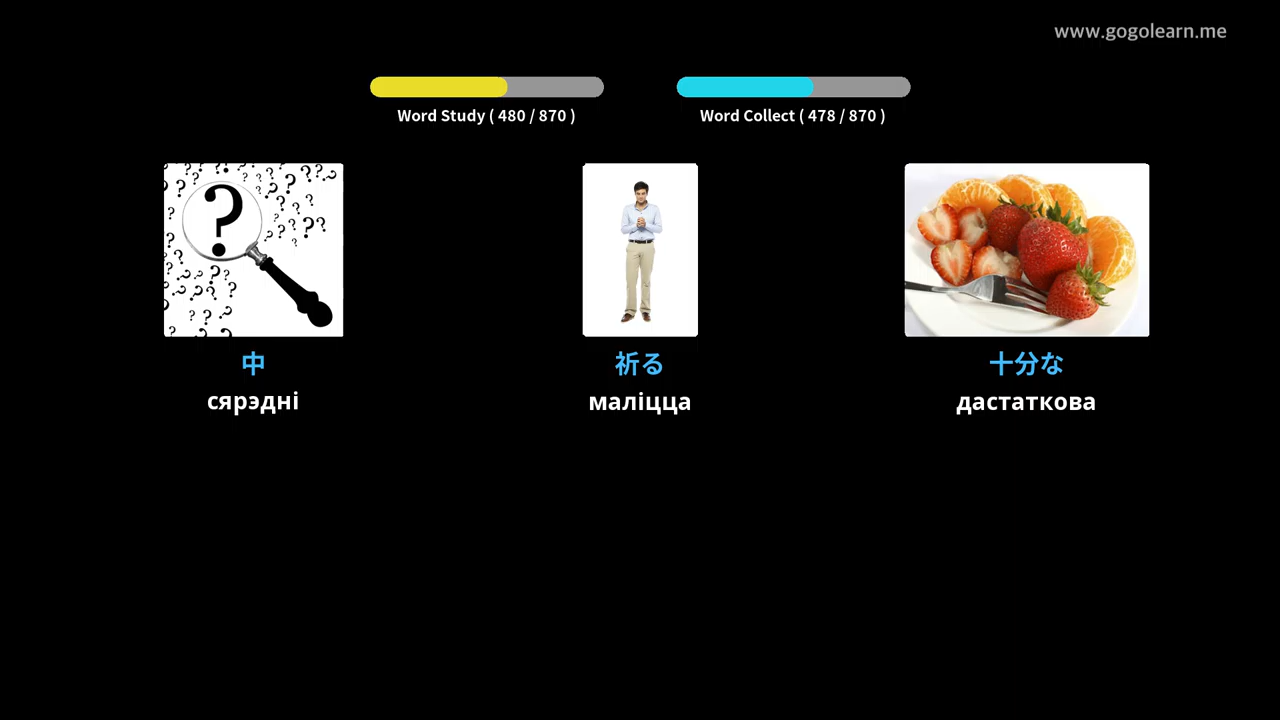 www.gogolearn.me
Word Study ( 480 / 870 )
Word Collect ( 478 / 870 )
中
сярэдні
祈る
маліцца
十分な
дастаткова